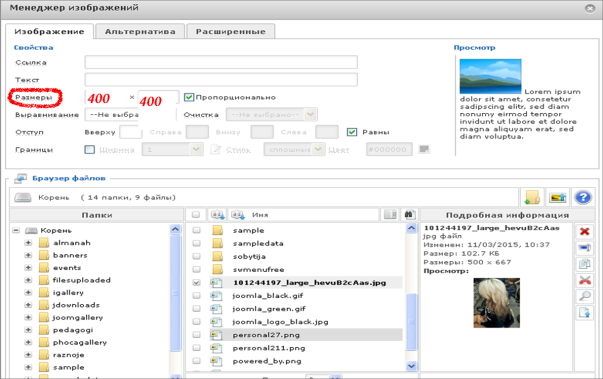 Менеджер изображений
Изображение Альтернатива Расширенные
Свойства
Ссылка
Текст
Размеры 400 × 400 Пропорционально
Выравнивание --Не выбра Очистка --Не выбрано--
Отступ Вверху Справа Внизу Слева Равны
Границы Ширина 1 Стиль сплошные Цвет #000000
Просмотр
Lorem ipsum
dolor sit amet, consetetur
sadipscing elitr, sed diam
nonumy eirmod tempor
invidunt ut labore et dolore
magna aliquyam erat, sed
diam voluptua.
Браузер файлов
Корень ( 14 папки, 9 файлы)
Папки
Корень
almanah
banners
events
filesuploaded
igallery
jdownloads
joomgallery
pedagogi
phocagallery
raznoje
sample
Имя
sample
sampledata
sobytija
svmenufree
101244197_large_hevuB2cAas.jpg
joomla_black.gif
joomla_green.gif
joomla_logo_black.jpg
personal27.png
personal211.png
powered_by.png
Подробная информация
101244197_large_hevuB2cAas
jpg файл
Изменен: 11/03/2015, 10:37
Размер: 102.7 КБ
Размеры: 500 × 667
Просмотр: